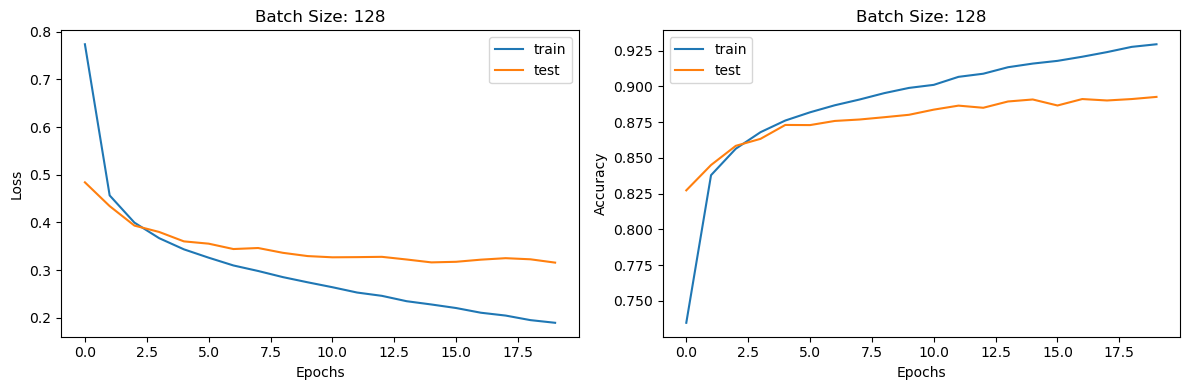 Batch Size: 128
0.8
0.7
0.6
0.5
0.4
0.3
0.2
Loss
train
test
0.0 2.5 5.0 7.5 10.0 12.5 15.0 17.5
Epochs
Batch Size: 128
0.925
0.900
0.875
0.850
0.825
0.800
0.775
0.750
Accuracy
train
test
0.0 2.5 5.0 7.5 10.0 12.5 15.0 17.5
Epochs